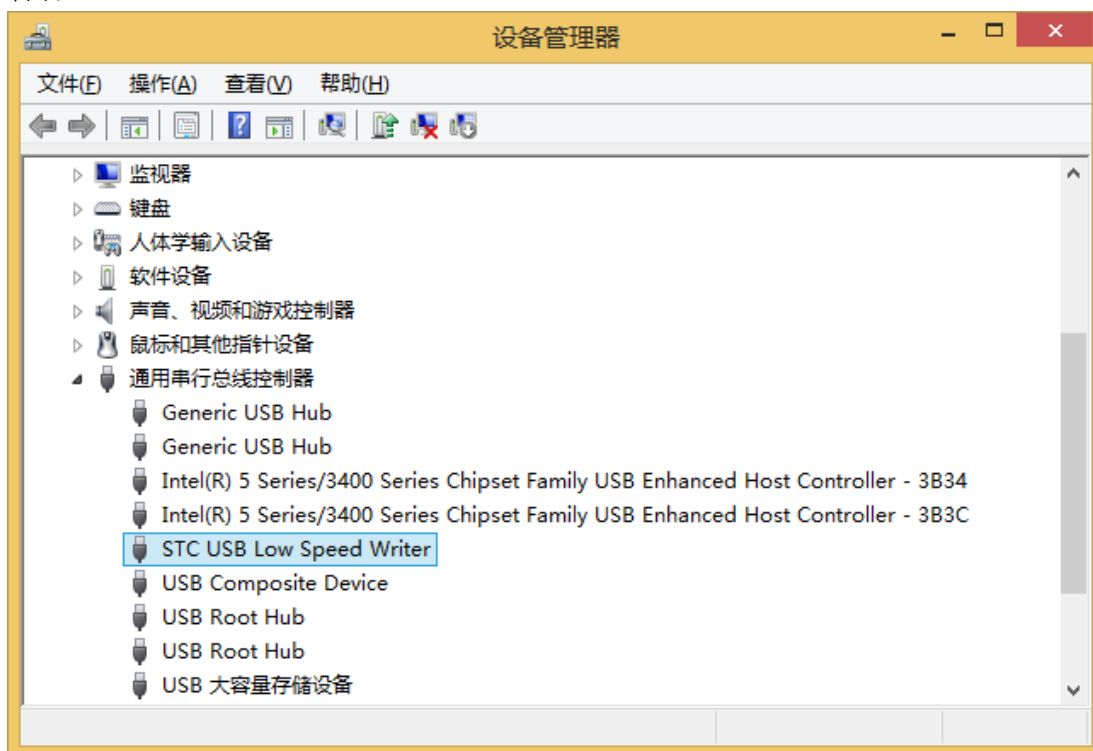 设备管理器
文件(F) 操作(A) 查看(V) 帮助(H)
监视器
键盘
人体学输入设备
软件设备
声音、视频和游戏控制器
鼠标和其他指针设备
通用串行总线控制器
Generic USB Hub
Generic USB Hub
Intel(R) 5 Series/3400 Series Chipset Family USB Enhanced Host Controller - 3B34
Intel(R) 5 Series/3400 Series Chipset Family USB Enhanced Host Controller - 3B3C
STC USB Low Speed Writer
USB Composite Device
USB Root Hub
USB Root Hub
USB 大容量存储设备